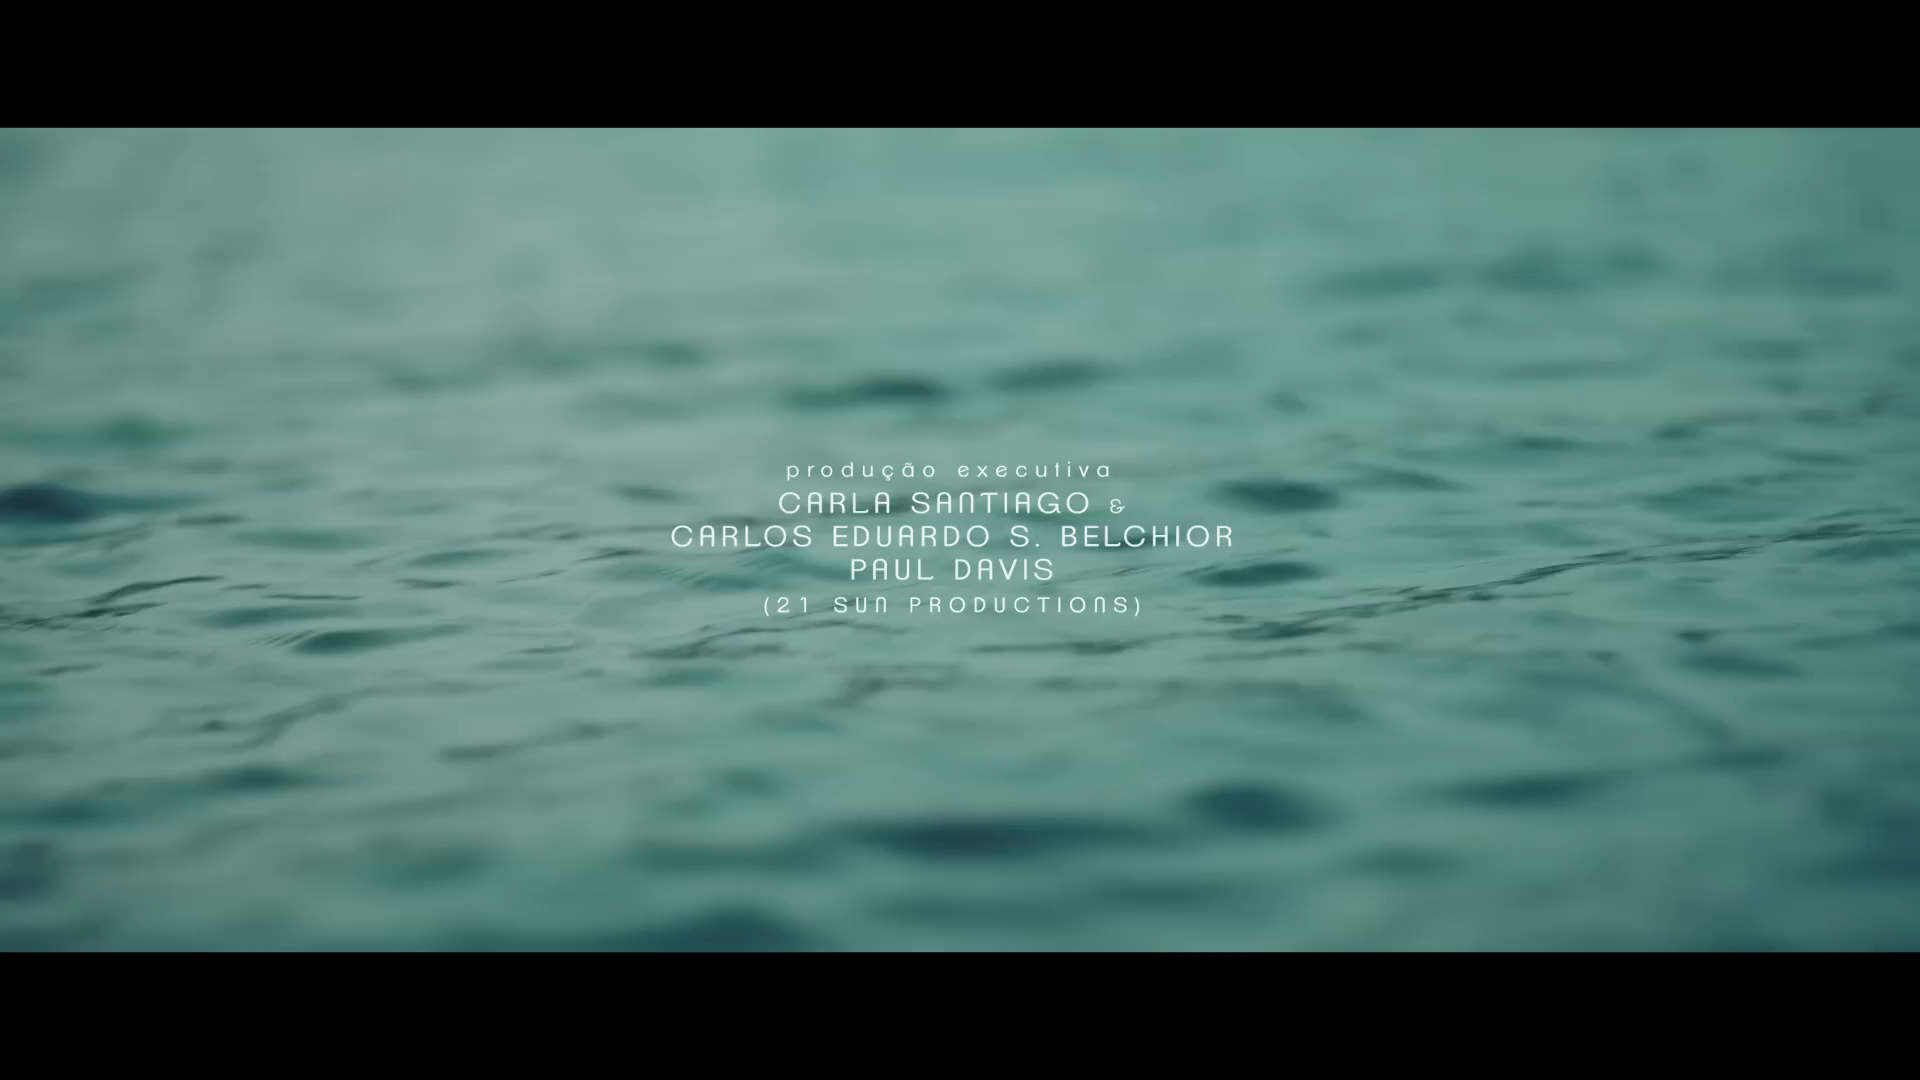 produção executiva
CARLA SANTIAGO &
CARLOS EDUARDO S. BELCHIOR
PAUL DAVIS
(21 SUN PRODUCTIONS)